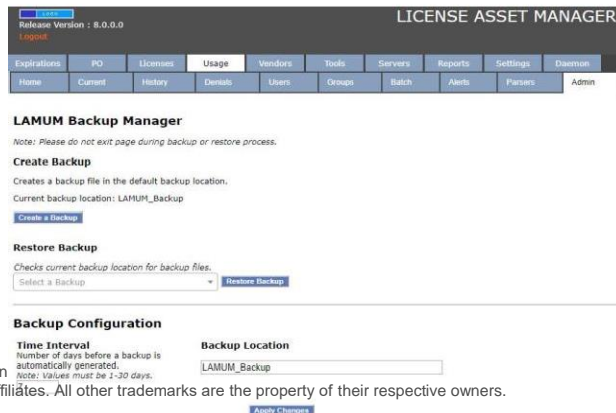 LICENSE ASSET MANAGER
Release Version : 8.0.0.0
Logout
Expirations PO Licenses Usage Vendors Tools Servers Reports Settings Daemon
Home Current History Denials Users Groups Batch Alerts Parsers Admin
LAMUM Backup Manager
Note: Please do not exit page during backup or restore process.
Create Backup
Creates a backup file in the default backup location.
Current backup location: LAMUM_Backup
Create a Backup
Restore Backup
Checks current backup location for backup files.
Select a Backup Restore Backup
Backup Configuration
Time Interval Backup Location
Number of days before a backup is
automatically generated.
LAMUM_Backup
Note: Values must be 1-30 days.
filiates. All other trademarks are the property of their respective owners.
Apply Changes